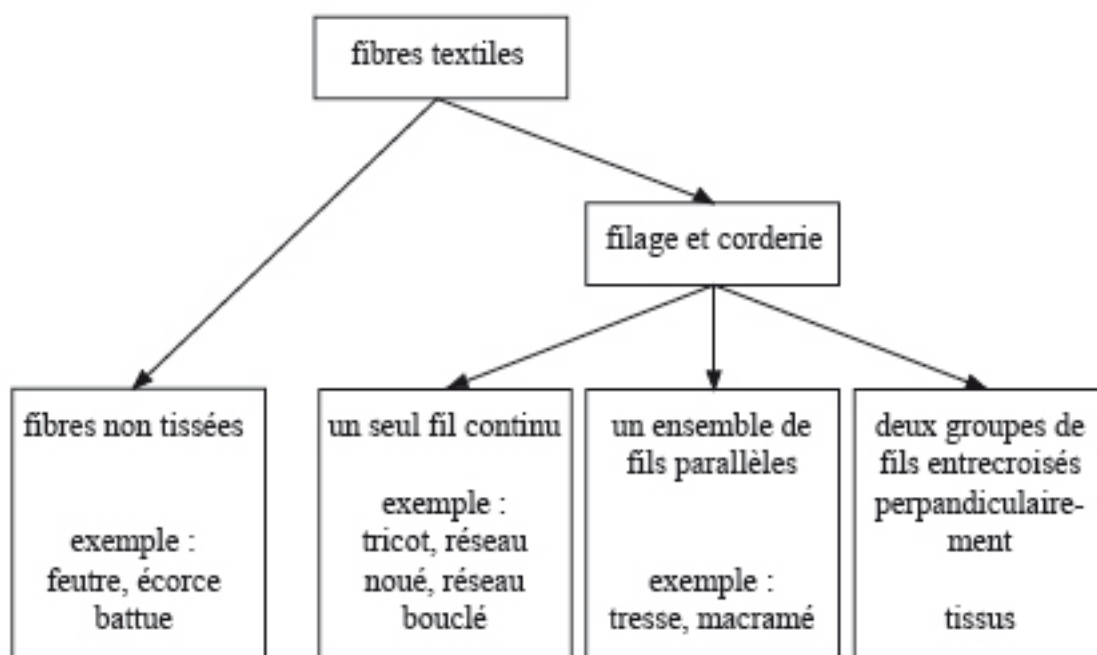 fibres textiles
filage et corderie
fibres non tissées
exemple :
feutre, écorce
battue
un seul fil continu
exemple :
tricot, réseau
noué, réseau
bouclé
un ensemble de
fils parallèles
exemple :
tresse, macramé
deux groupes de
fils entrecroisés
perpandiculaire-
ment
tissus